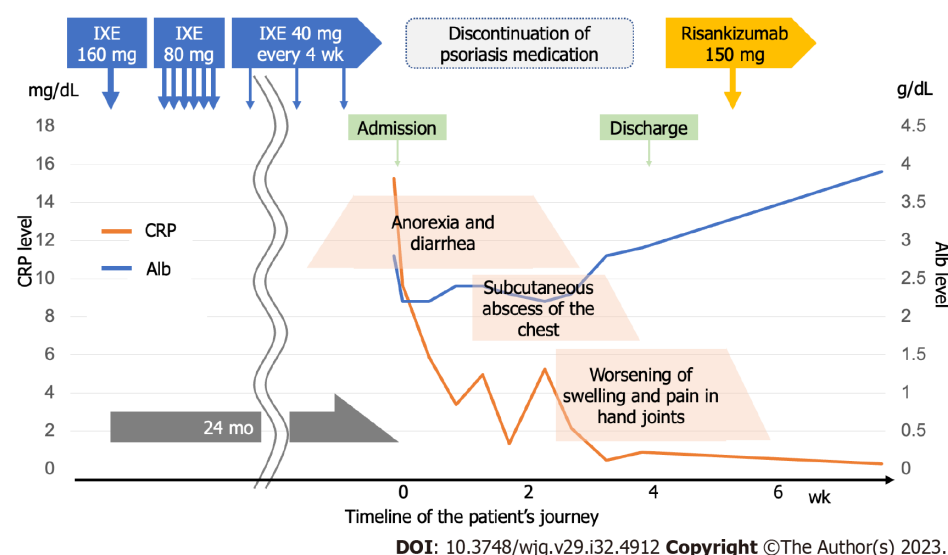 IXE
160 mg
IXE
80 mg
IXE 40 mg
every 4 wk
Discontinuation of
psoriasis medication
Risankizumab
150 mg
mg/dL
g/dL
Admission
Discharge
18
16
14
12
10
8
6
4
2
0
CRP level
CRP
Alb
Anorexia and
diarrhea
Subcutaneous
abscess of the
chest
Worsening of
swelling and pain in
hand joints
24 mo
4.5
4
3.5
3
2.5
2
1.5
1
0.5
0
Alb level
0
2
4
6
wk
Timeline of the patient's journey
DOI: 10.3748/wjg.v29.i32.4912 Copyright ©The Author(s) 2023.